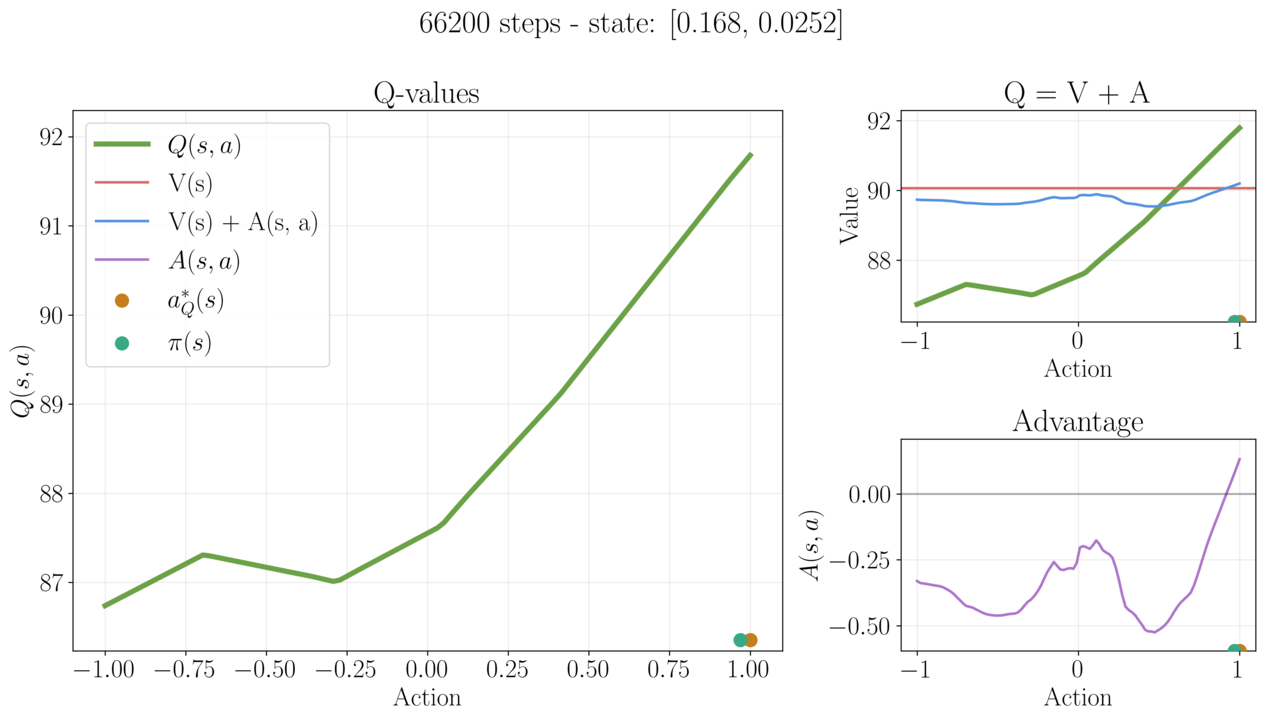 66200 steps - state: [0.168, 0.0252]
Q-values
Q(s, a)
92
91
90
89
88
87
Q(s, a)
V(s)
V(s) + A(s, a)
A(s, a)
a*_Q(s)
π(s)
−1.00 −0.75 −0.50 −0.25 0.00 0.25 0.50 0.75 1.00
Action
Q = V + A
Value
92
90
88
−1 0 1
Action
Advantage
A(s, a)
0.00
−0.25
−0.50
−1 0 1
Action